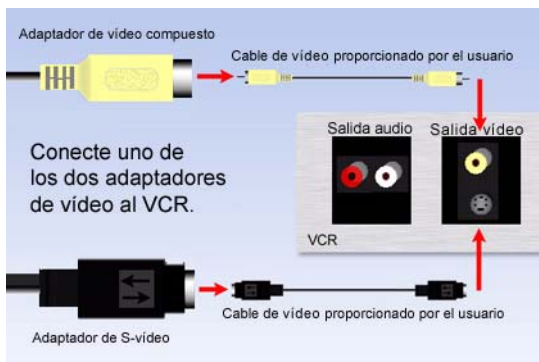 Adaptador de vídeo compuesto
Cable de vídeo proporcionado por el usuario
Salida audio
Salida vídeo
Conecte uno de
los dos adaptadores
de vídeo al VCR.
VCR
Cable de vídeo proporcionado por el usuario
Adaptador de S-vídeo